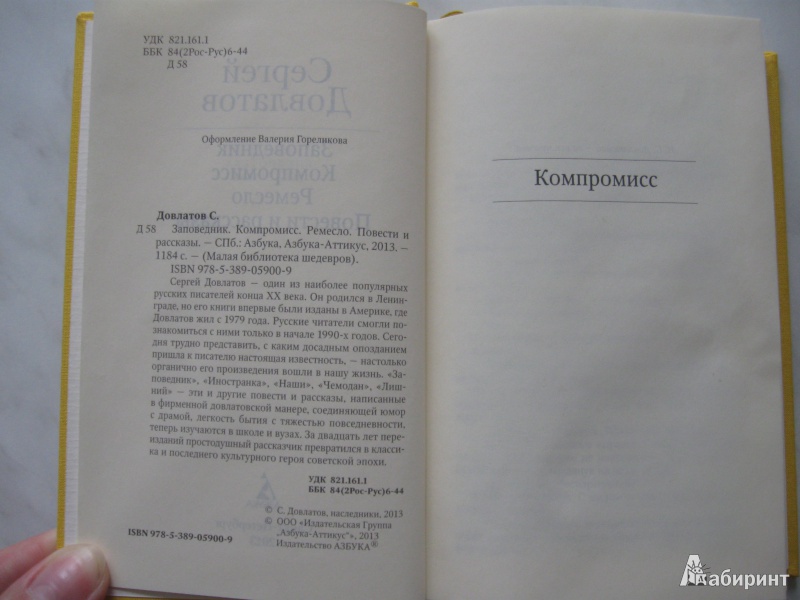 УДК 821.161.1
ББК 84(2Рос-Рус)6-44
Д 58
Сергей
Довлатов
Оформление Валерия Гореликова
Заповедник
Компромисс
Ремесло
Повести и расска
Довлатов С.
Д 58 Заповедник. Компромисс. Ремесло. Повести и
рассказы. — СПб.: Азбука, Азбука-Аттикус, 2013. —
1184 с. — (Малая библиотека шедевров).
ISBN 978-5-389-05900-9
Сергей Довлатов — один из наиболее популярных
русских писателей конца XX века. Он родился в Ленин-
граде, но его книги впервые были изданы в Америке, где
Довлатов жил с 1979 года. Русские читатели смогли по-
знакомиться с ними только в начале 1990-х годов. Сего-
дня трудно представить, с каким досадным опозданием
пришла к писателю настоящая известность, — настолько
органично его произведения вошли в нашу жизнь. «За-
поведник», «Иностранка», «Наши», «Чемодан», «Лиш-
ний» — эти и другие повести и рассказы, написанные
в фирменной довлатовской манере, соединяющей юмор
с драмой, легкость бытия с тяжестью повседневности,
теперь изучаются в школе и вузах. За двадцать лет пере-
изданий простодушный рассказчик превратился в класси-
ка и последнего культурного героя советской эпохи.
УДК 821.161.1
ББК 84(2Рос-Рус)6-44
© С. Довлатов, наследники, 2013
© ООО «Издательская Группа
„Азбука-Аттикус“», 2013
Издательство АЗБУКА®
ISBN 978-5-389-05900-9
Компромисс
Лабиринт